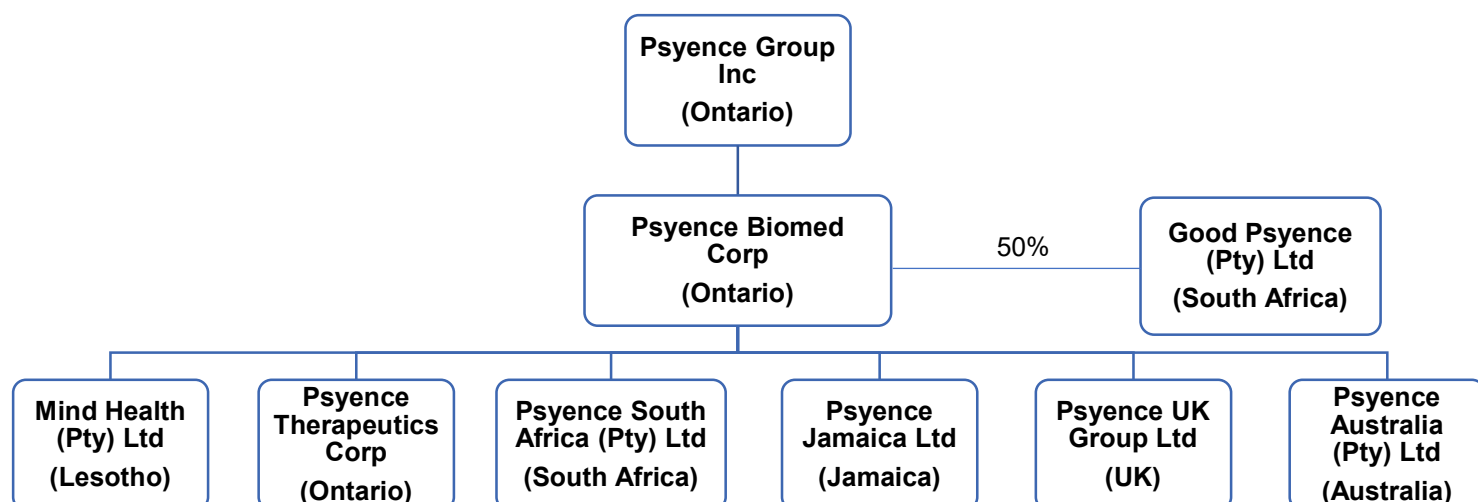 Psyence Group
Inc
(Ontario)
Psyence Biomed
Corp
(Ontario)
50%
Good Psyence
(Pty) Ltd
(South Africa)
Mind Health
(Pty) Ltd
(Lesotho)
Psyence
Therapeutics
Corp
(Ontario)
Psyence South
Africa (Pty) Ltd
(South Africa)
Psyence
Jamaica Ltd
(Jamaica)
Psyence UK
Group Ltd
(UK)
Psyence
Australia
(Pty) Ltd
(Australia)